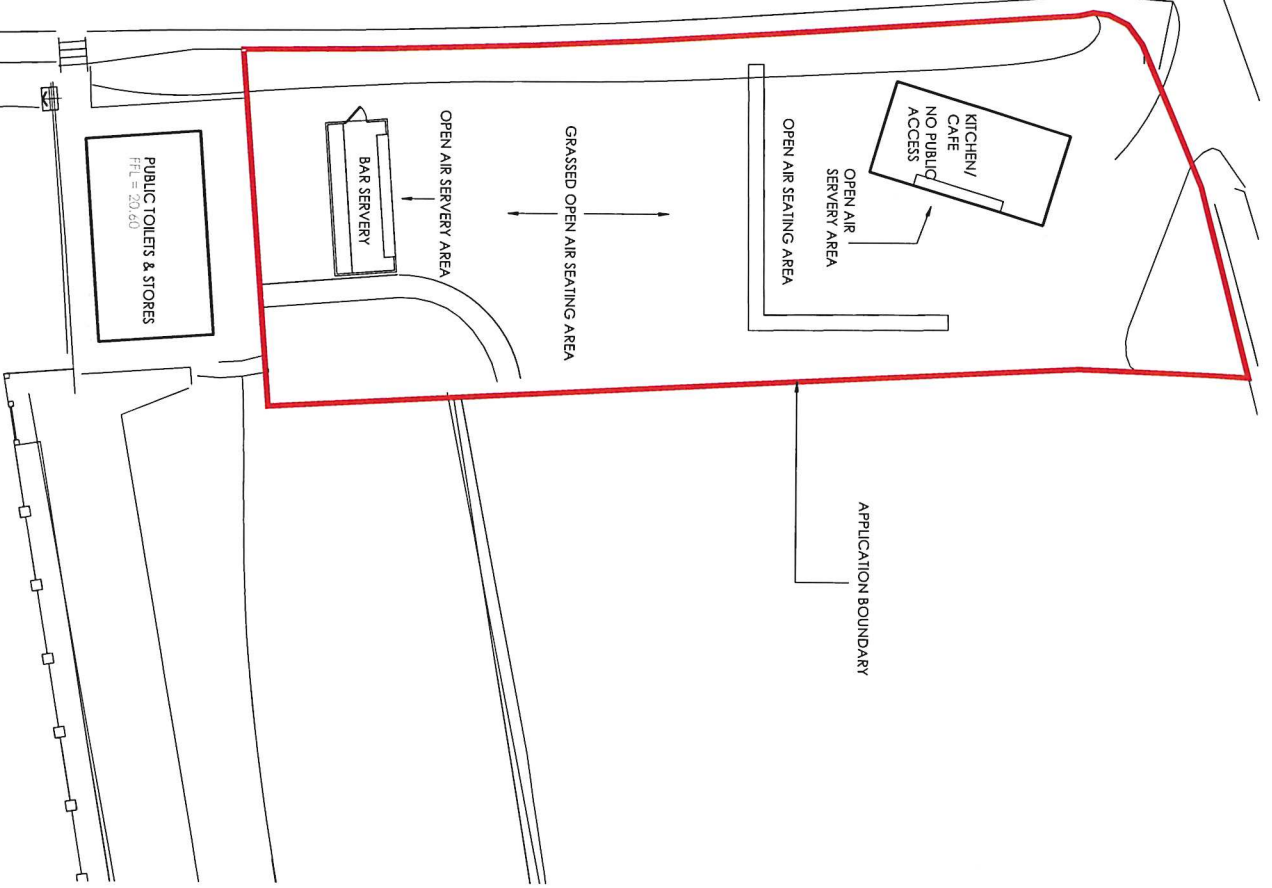 KITCHEN/
CAFE
NO PUBLIC
ACCESS
OPEN AIR
SERVERY AREA
OPEN AIR SEATING AREA
GRASSED OPEN AIR SEATING AREA
OPEN AIR SERVERY AREA
BAR SERVERY
PUBLIC TOILETS & STORES
FFL = 20.60
APPLICATION BOUNDARY